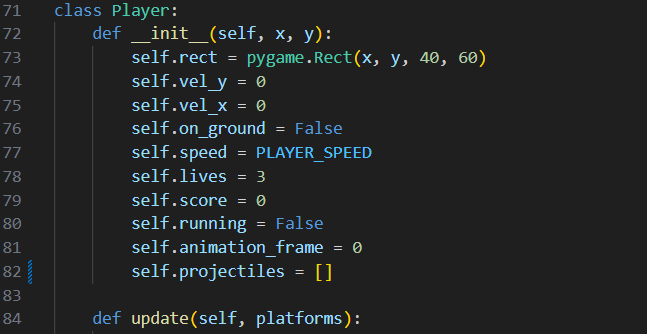 71 class Player:
72     def __init__(self, x, y):
73         self.rect = pygame.Rect(x, y, 40, 60)
74         self.vel_y = 0
75         self.vel_x = 0
76         self.on_ground = False
77         self.speed = PLAYER_SPEED
78         self.lives = 3
79         self.score = 0
80         self.running = False
81         self.animation_frame = 0
82         self.projectiles = []
83
84     def update(self, platforms):